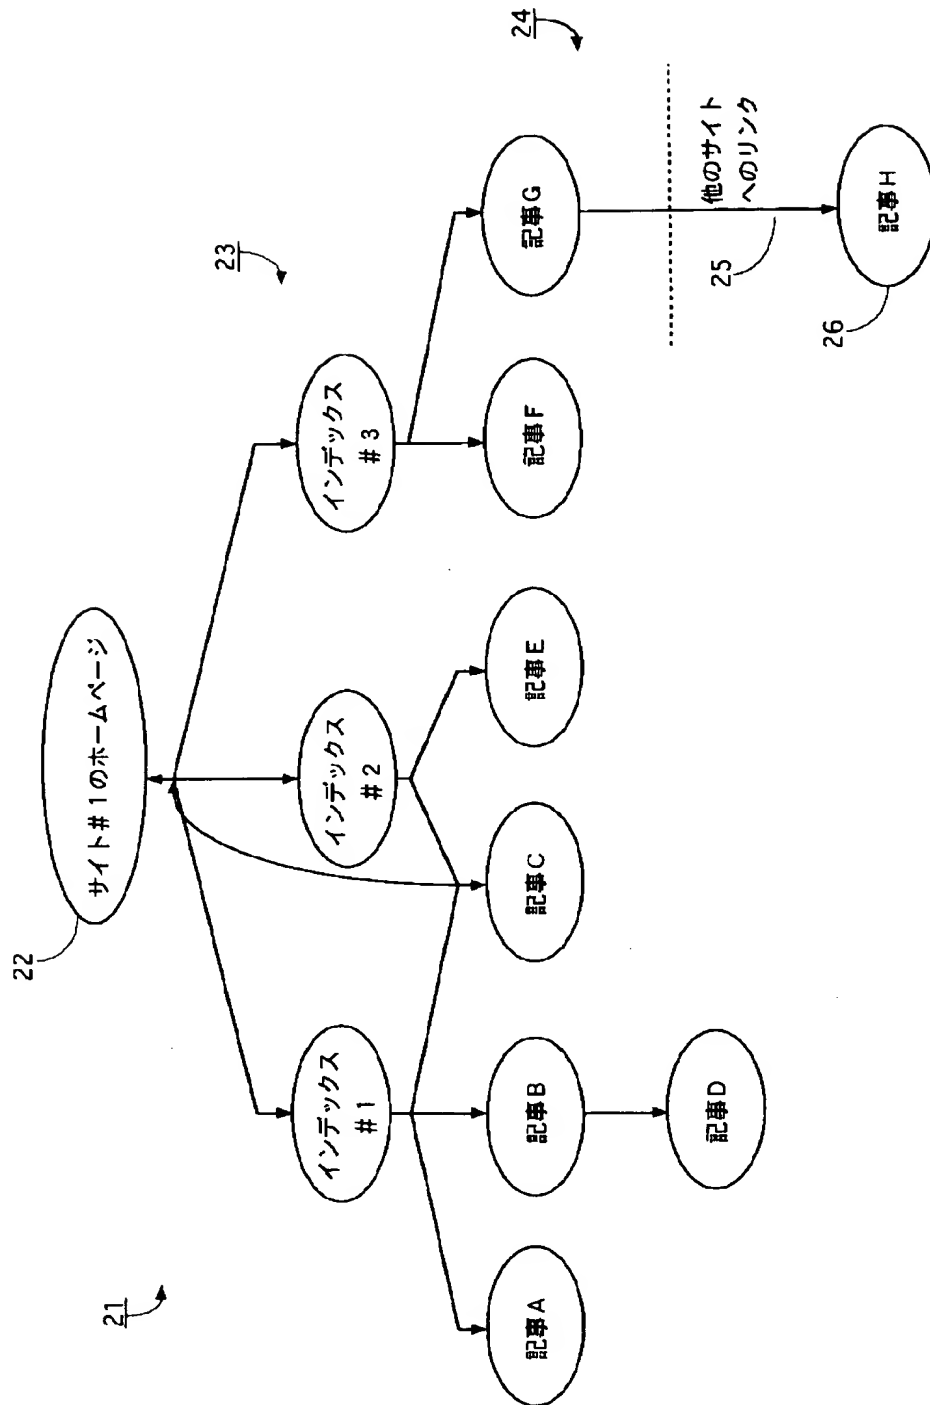 21
22
サイト#1のホームページ
23
24
インデックス
#1
インデックス
#2
インデックス
#3
記事A
記事B
記事C
記事E
記事F
記事G
記事D
25
他のサイト
へのリンク
26
記事H